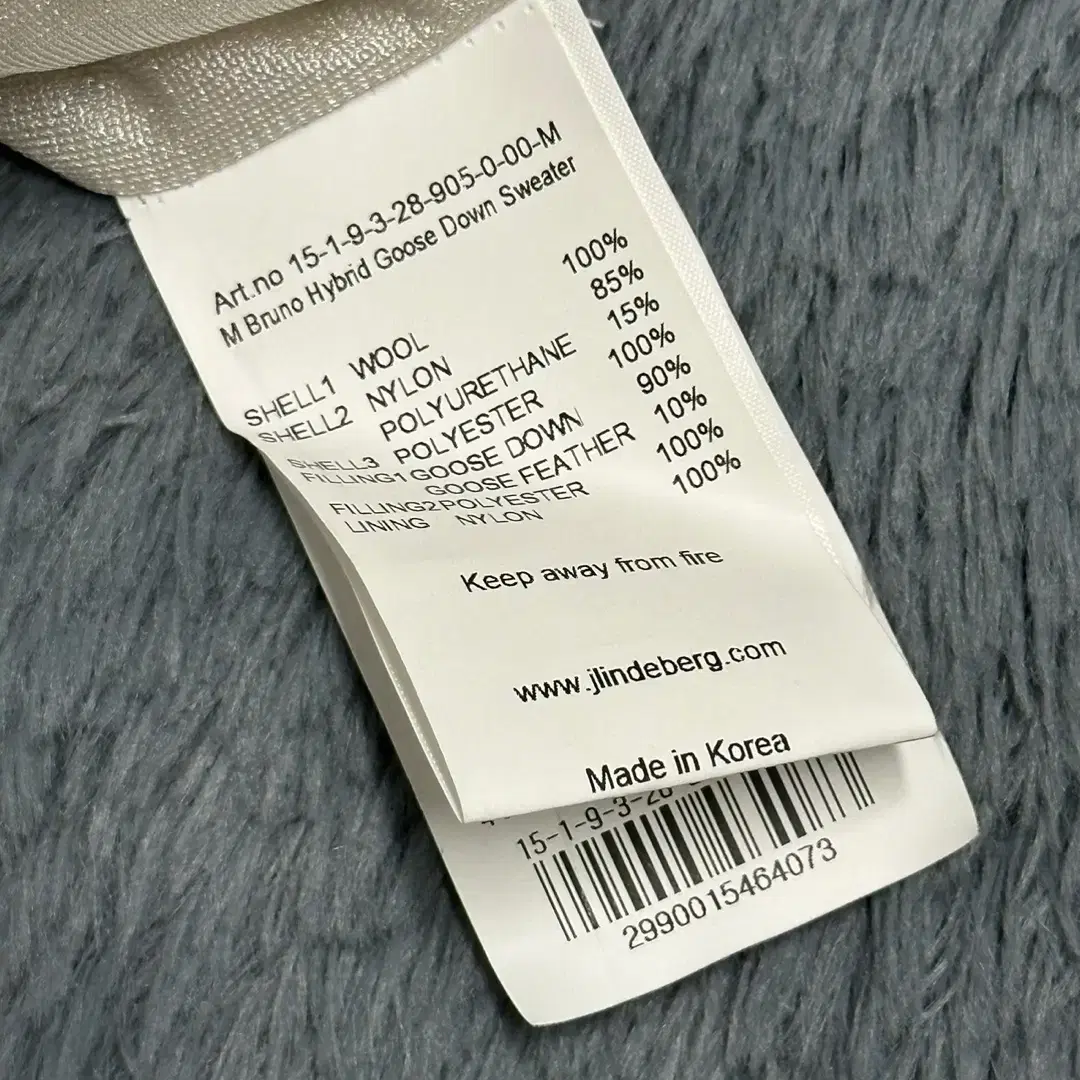 Art.no 15-1-9-3-28-905-0-00-M
M Bruno Hybrid Goose Down Sweater
SHELL1 WOOL 100%
SHELL2 NYLON 85%
POLYURETHANE 15%
SHELL3 POLYESTER 100%
FILLING1 GOOSE DOWN 90%
GOOSE FEATHER 10%
FILLING2 POLYESTER 100%
LINING NYLON 100%
Keep away from fire
www.jlindeberg.com
Made in Korea
15-1-9-3-28
2990015464073